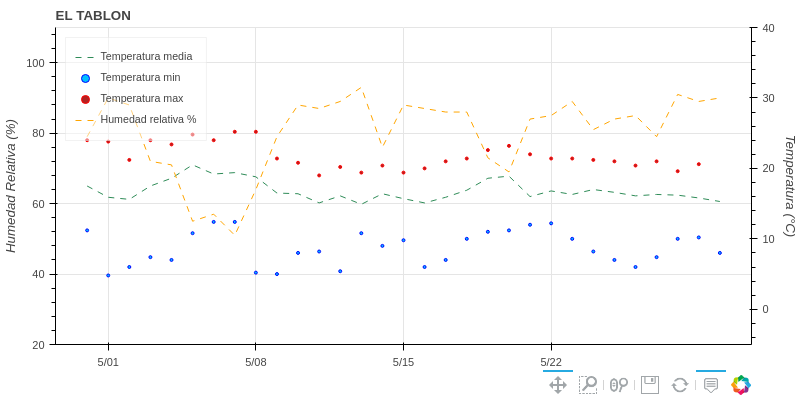 EL TABLON
Temperatura media
Temperatura min
Temperatura max
Humedad relativa %
Humedad Relativa (%)
100
80
60
40
20
Temperatura (°C)
40
30
20
10
0
5/01
5/08
5/15
5/22